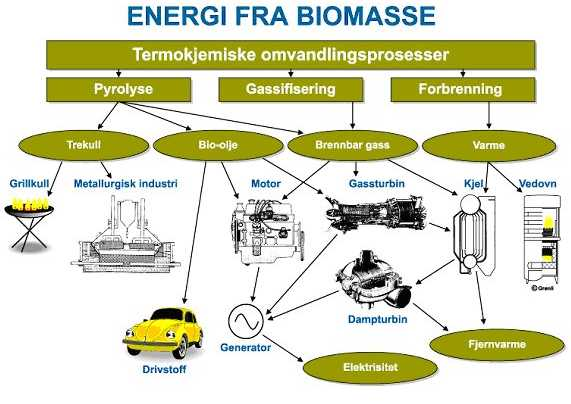 ENERGI FRA BIOMASSE
Termokjemiske omvandlingsprosesser
Pyrolyse
Gassifisering
Forbrenning
Trekull
Bio-olje
Brennbar gass
Varme
Grillkull
Metallurgisk industri
Motor
Gassturbin
Kjel
Vedovn
© Grenli
Dampturbin
Drivstoff
Generator
Fjernvarme
Elektrisitet